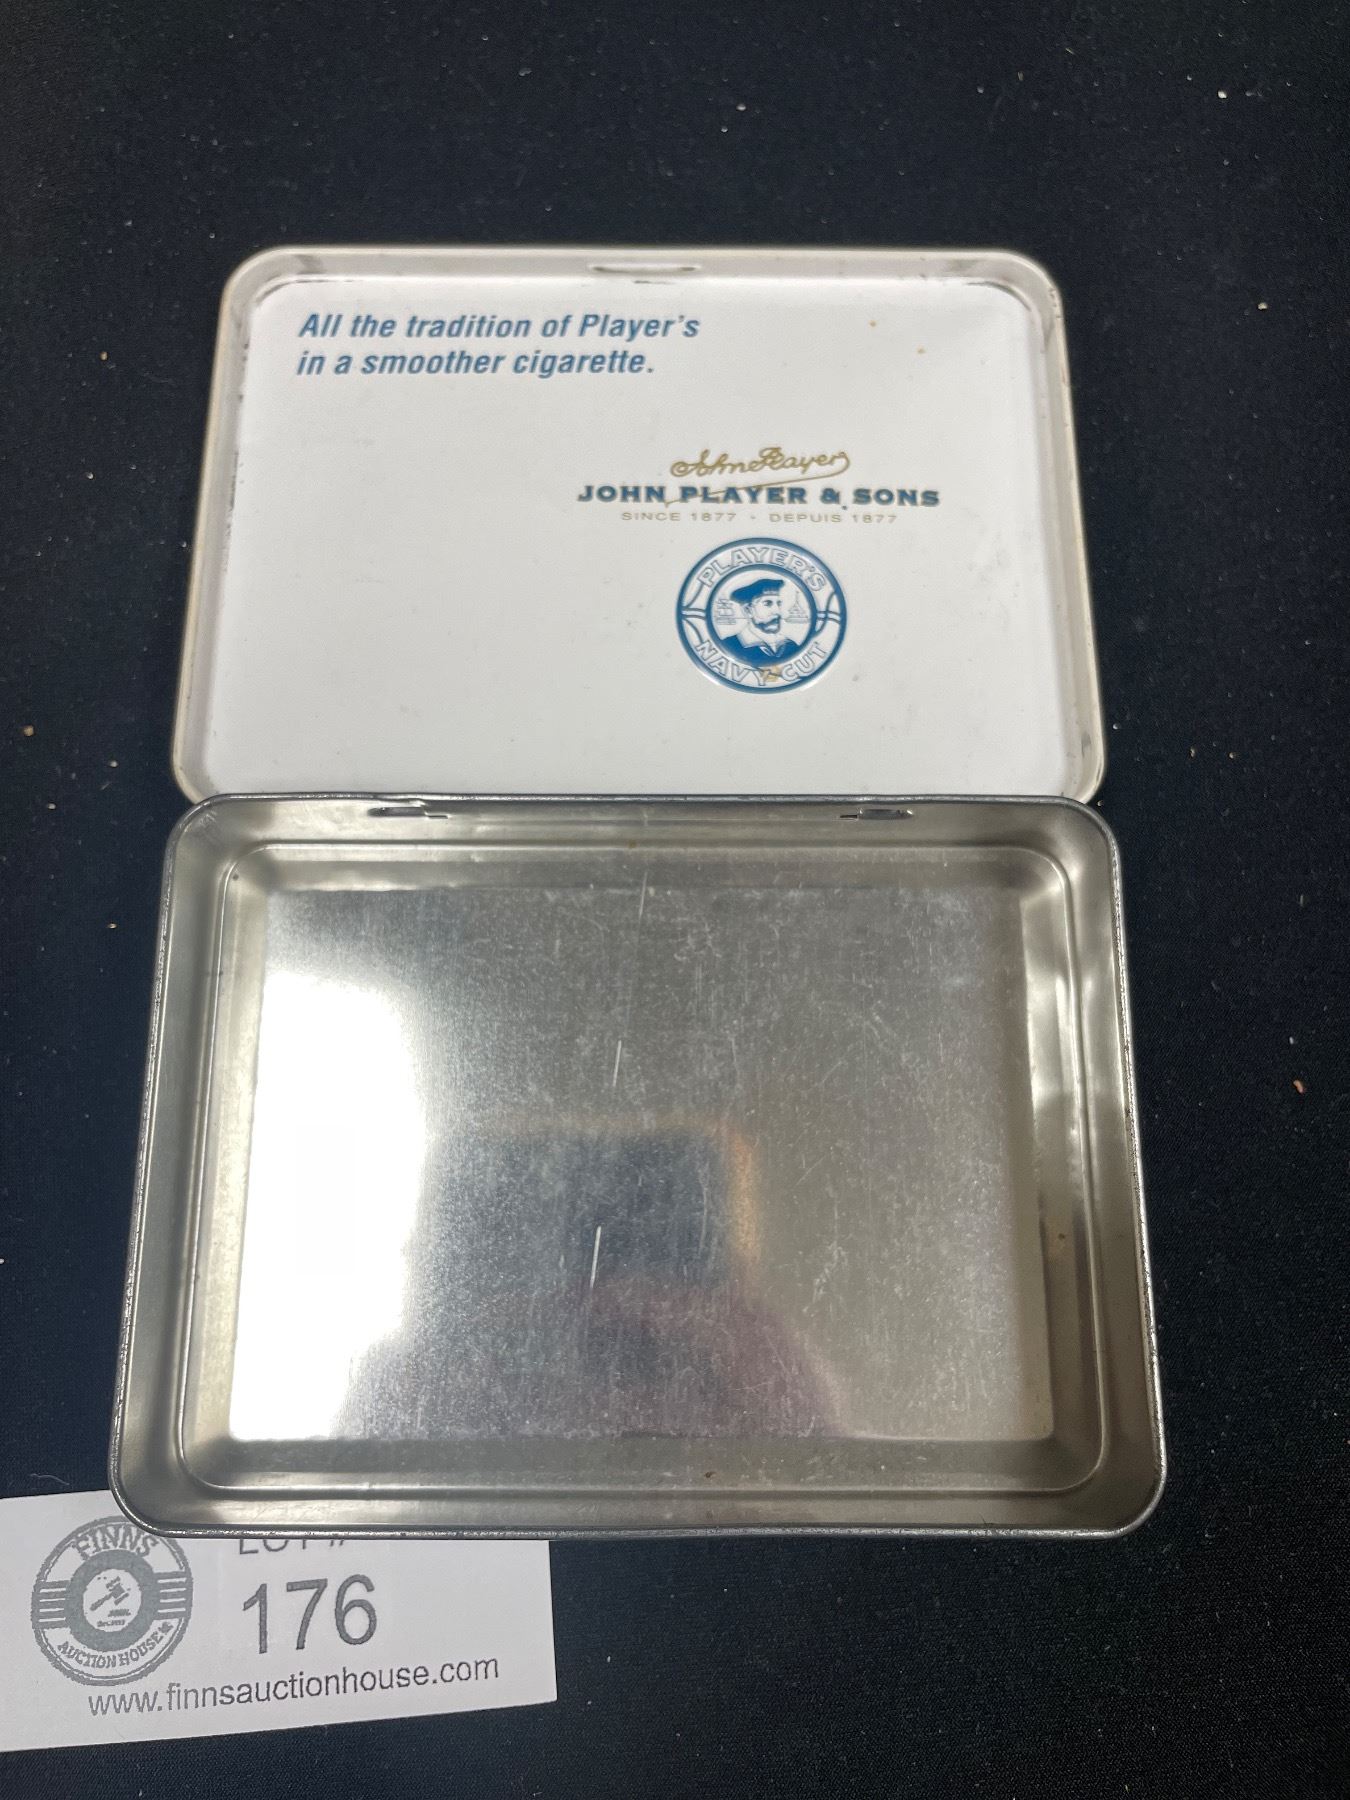 All the tradition of Player's
in a smoother cigarette.
John Player
JOHN PLAYER & SONS
SINCE 1877 - DEPUIS 1877
PLAYER'S
NAVY CUT
FINNS
AUCTION HOUSE
LOT #
176
www.finnsauctionhouse.com